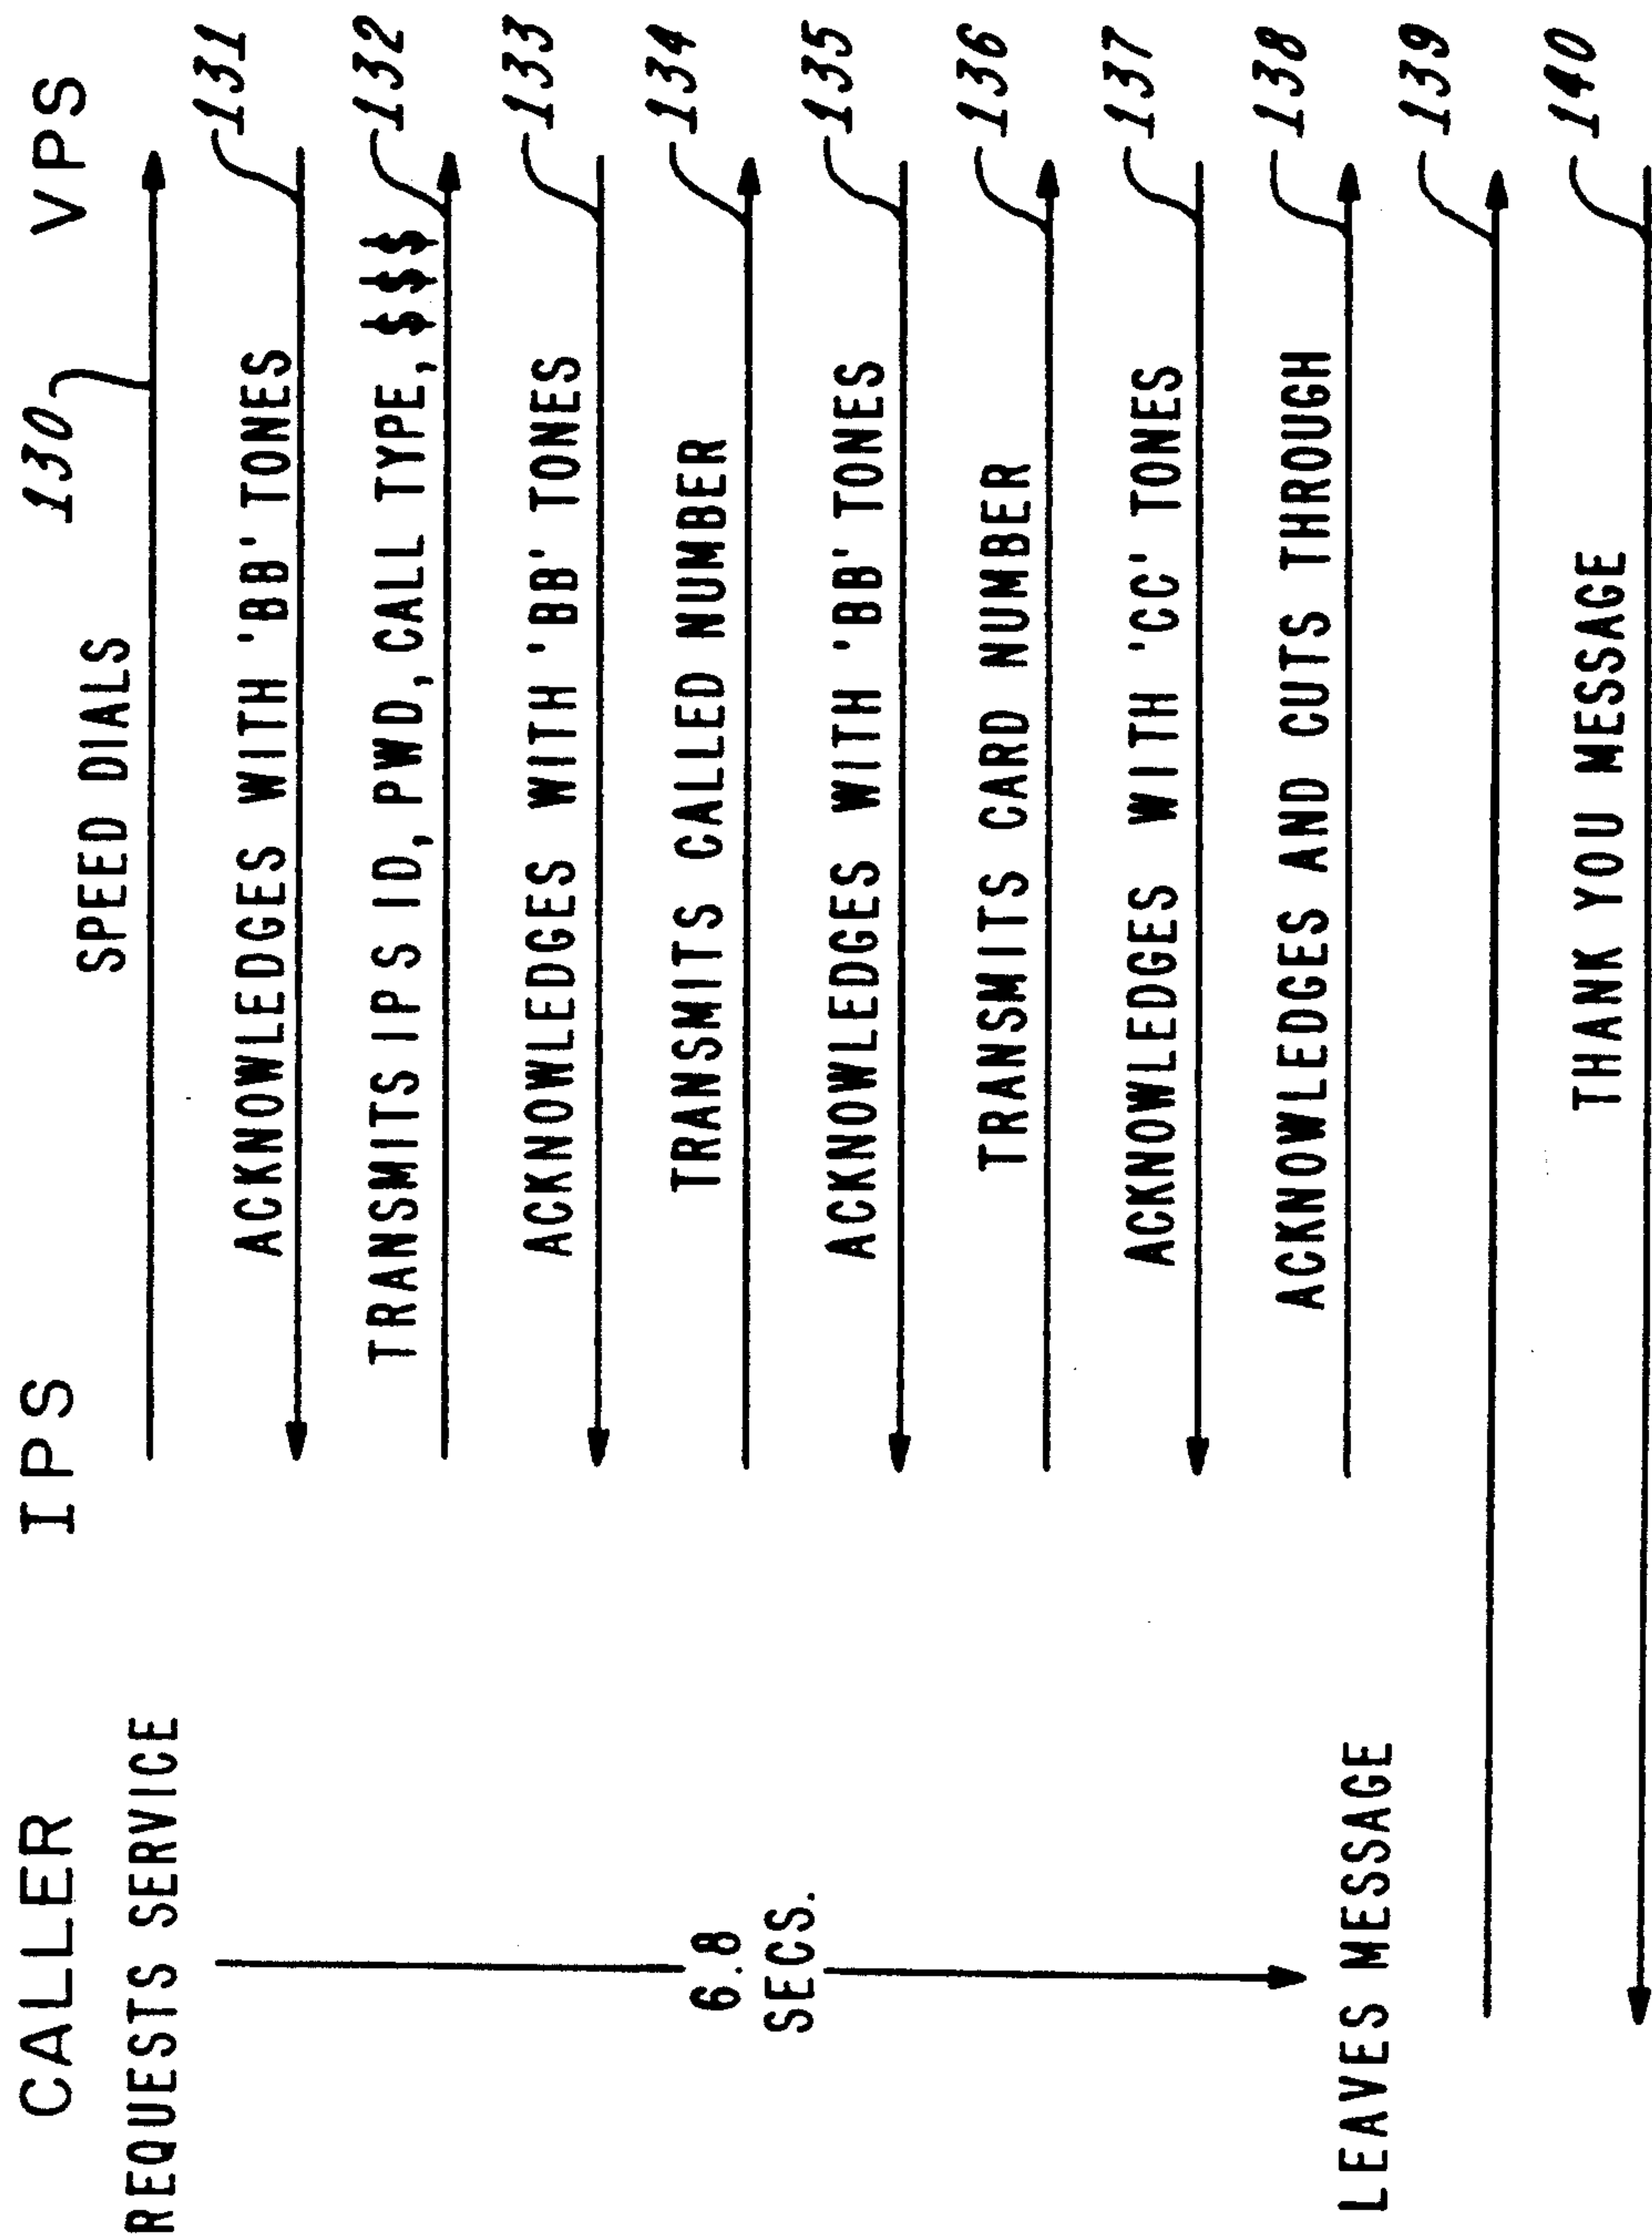 CALLER IPS VPS
130
REQUESTS SERVICE
SPEED DIALS
131
ACKNOWLEDGES WITH 'BB' TONES
132
TRANSMITS IPS ID, PWD, CALL TYPE, $$$
133
ACKNOWLEDGES WITH 'BB' TONES
134
TRANSMITS CALLED NUMBER
6.8
SECS.
135
ACKNOWLEDGES WITH 'BB' TONES
136
TRANSMITS CARD NUMBER
137
ACKNOWLEDGES WITH 'CC' TONES
138
ACKNOWLEDGES AND CUTS THROUGH
LEAVES MESSAGE
139
140
THANK YOU MESSAGE